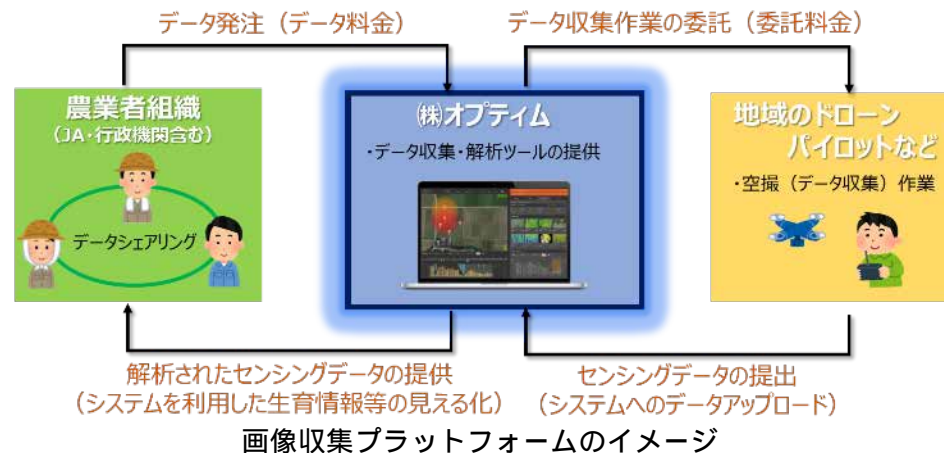 データ発注（データ料金）
データ収集作業の委託（委託料金）
農業者組織
（JA・行政機関含む）
データシェアリング
㈱オプティム
・データ収集・解析ツールの提供
地域のドローン
パイロットなど
・空撮（データ収集）作業
解析されたセンシングデータの提供
（システムを利用した生育情報等の見える化）
センシングデータの提出
（システムへのデータアップロード）
画像収集プラットフォームのイメージ